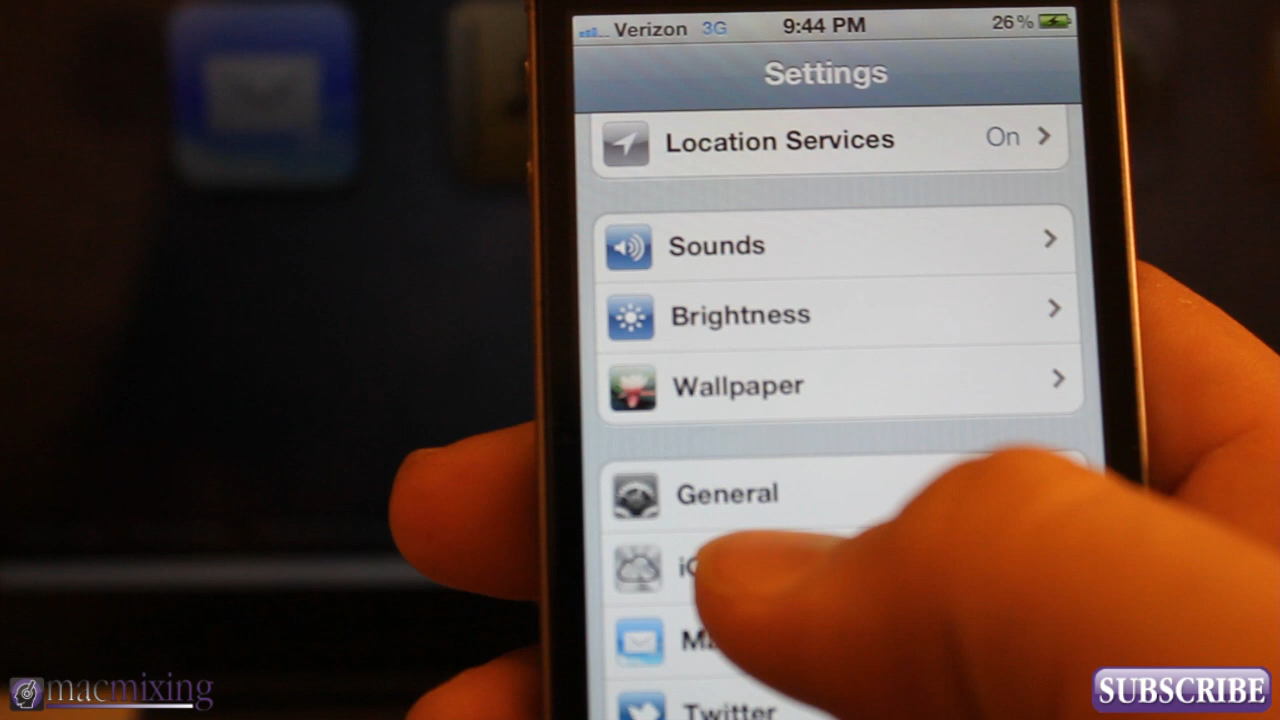 Verizon 3G 9:44 PM 26%
Settings
Location Services On
Sounds
Brightness
Wallpaper
General
Twitter
macmixing
SUBSCRIBE